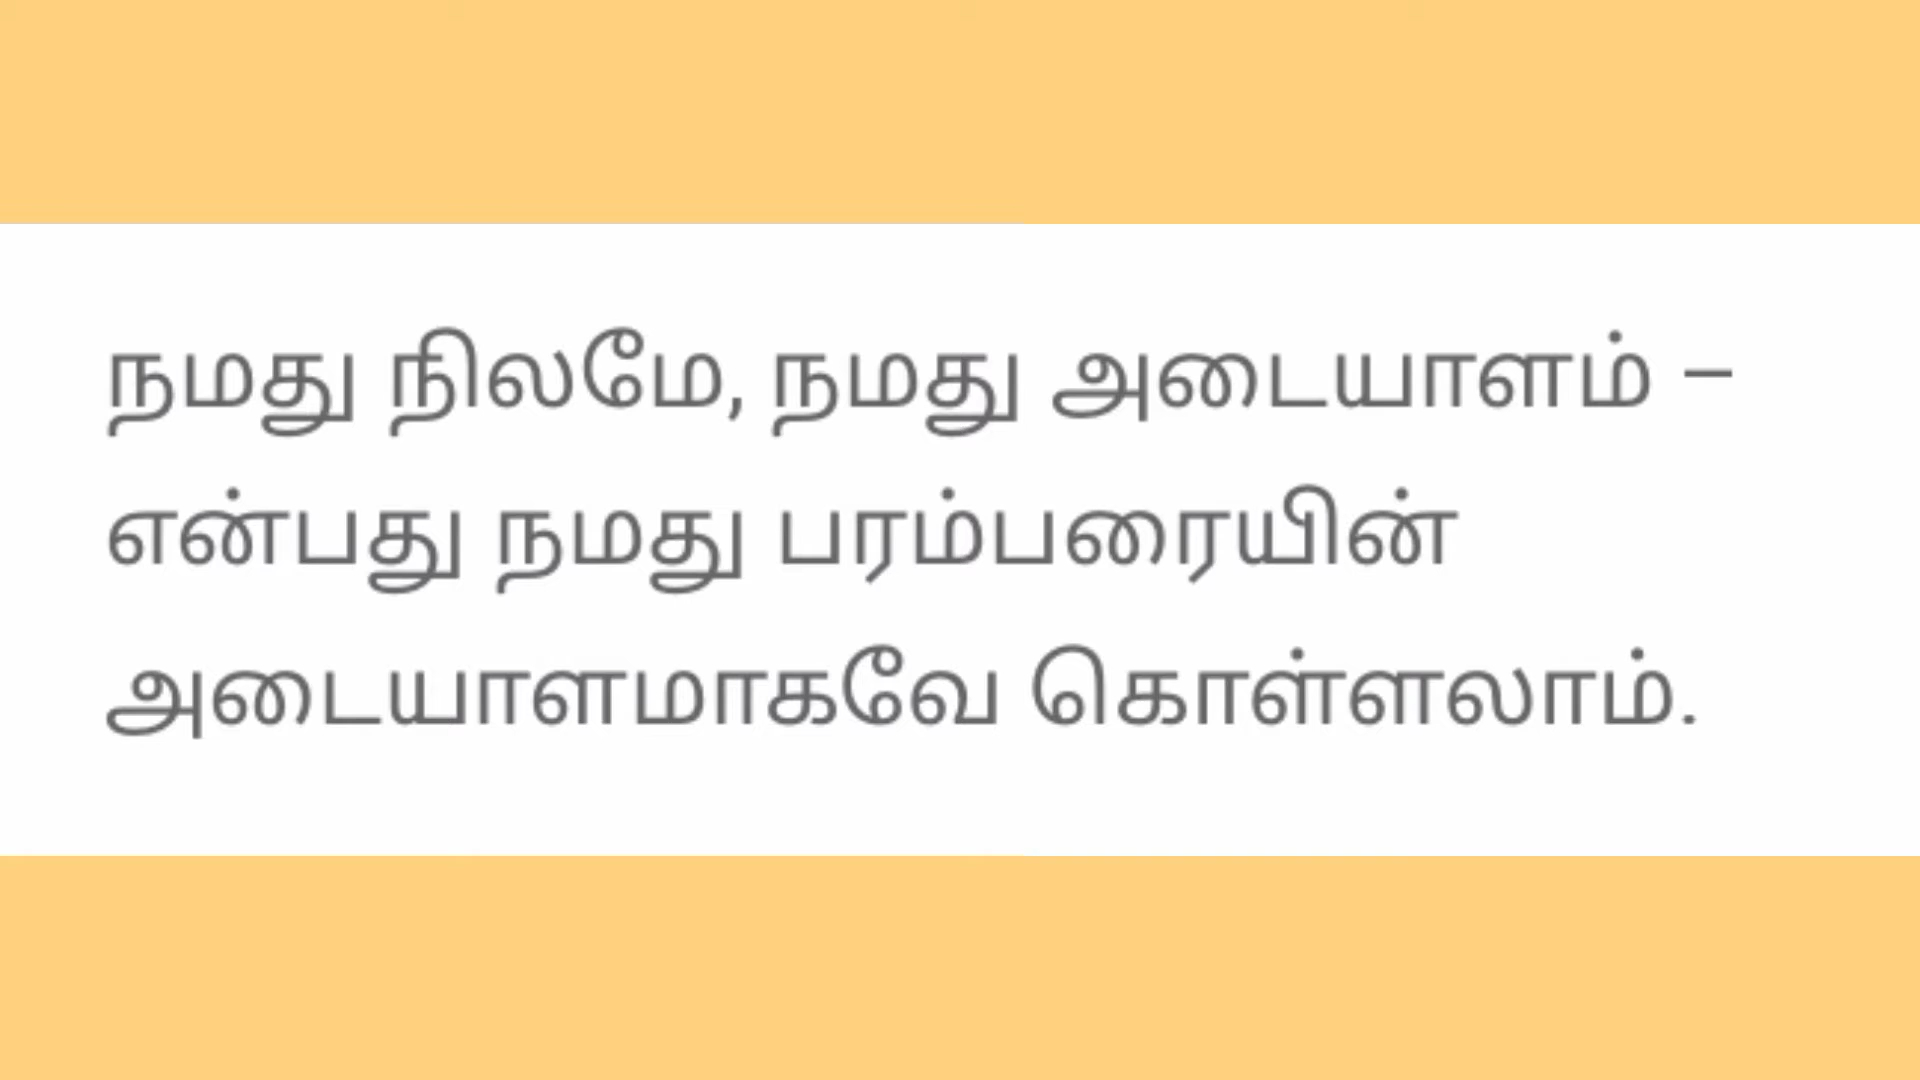 நமது நிலமே, நமது அடையாளம் –
என்பது நமது பரம்பரையின்
அடையாளமாகவே கொள்ளலாம்.